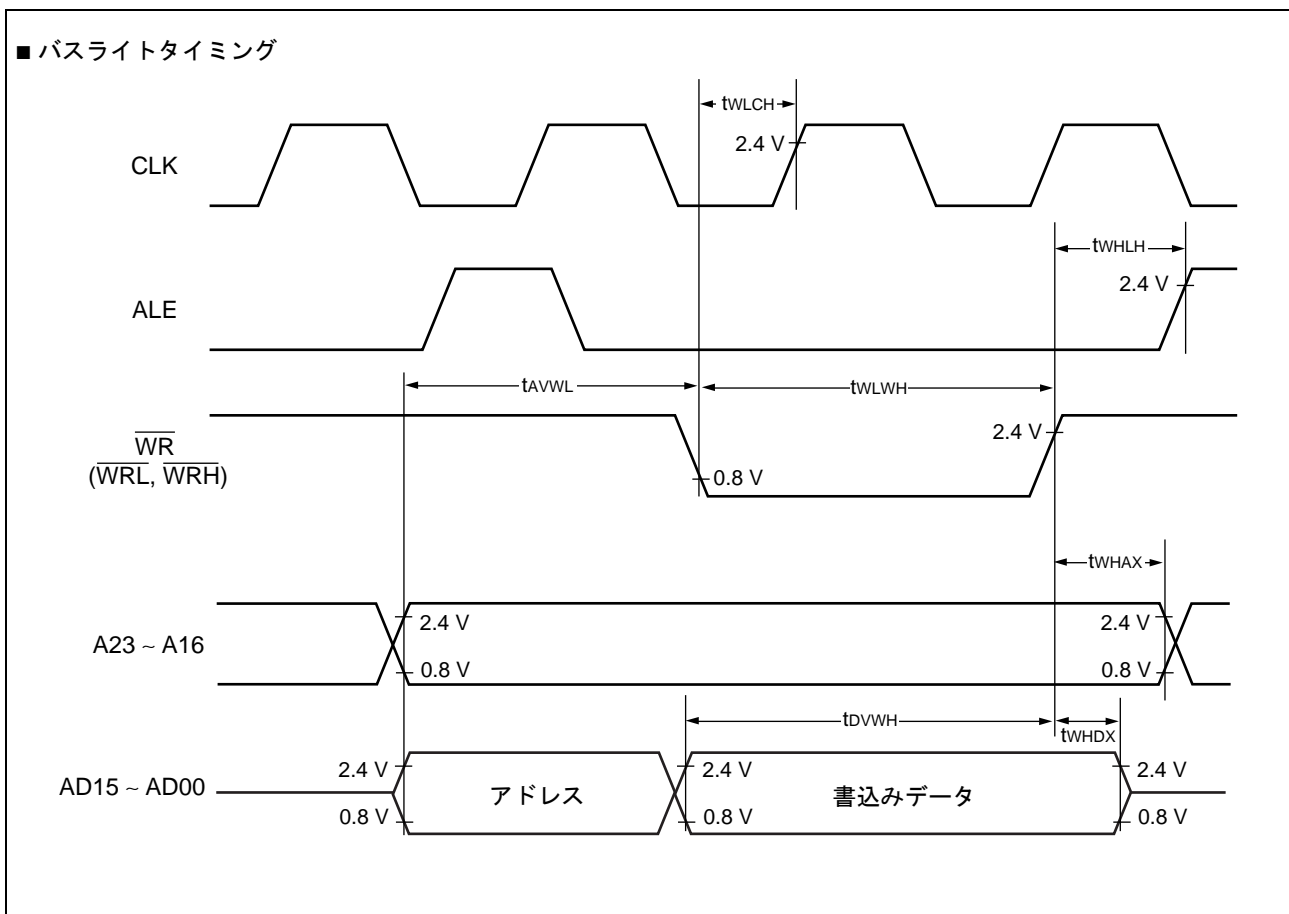 ■ バスライトタイミング
tWLCH
2.4 V
CLK
tWHLH
2.4 V
ALE
tAVWL
tWLWH
WR
(WRL, WRH)
2.4 V
0.8 V
tWHAX
2.4 V
2.4 V
A23 ~ A16
0.8 V
0.8 V
tDVWH
tWHDX
2.4 V
2.4 V
2.4 V
AD15 ~ AD00
アドレス
書込みデータ
0.8 V
0.8 V
0.8 V